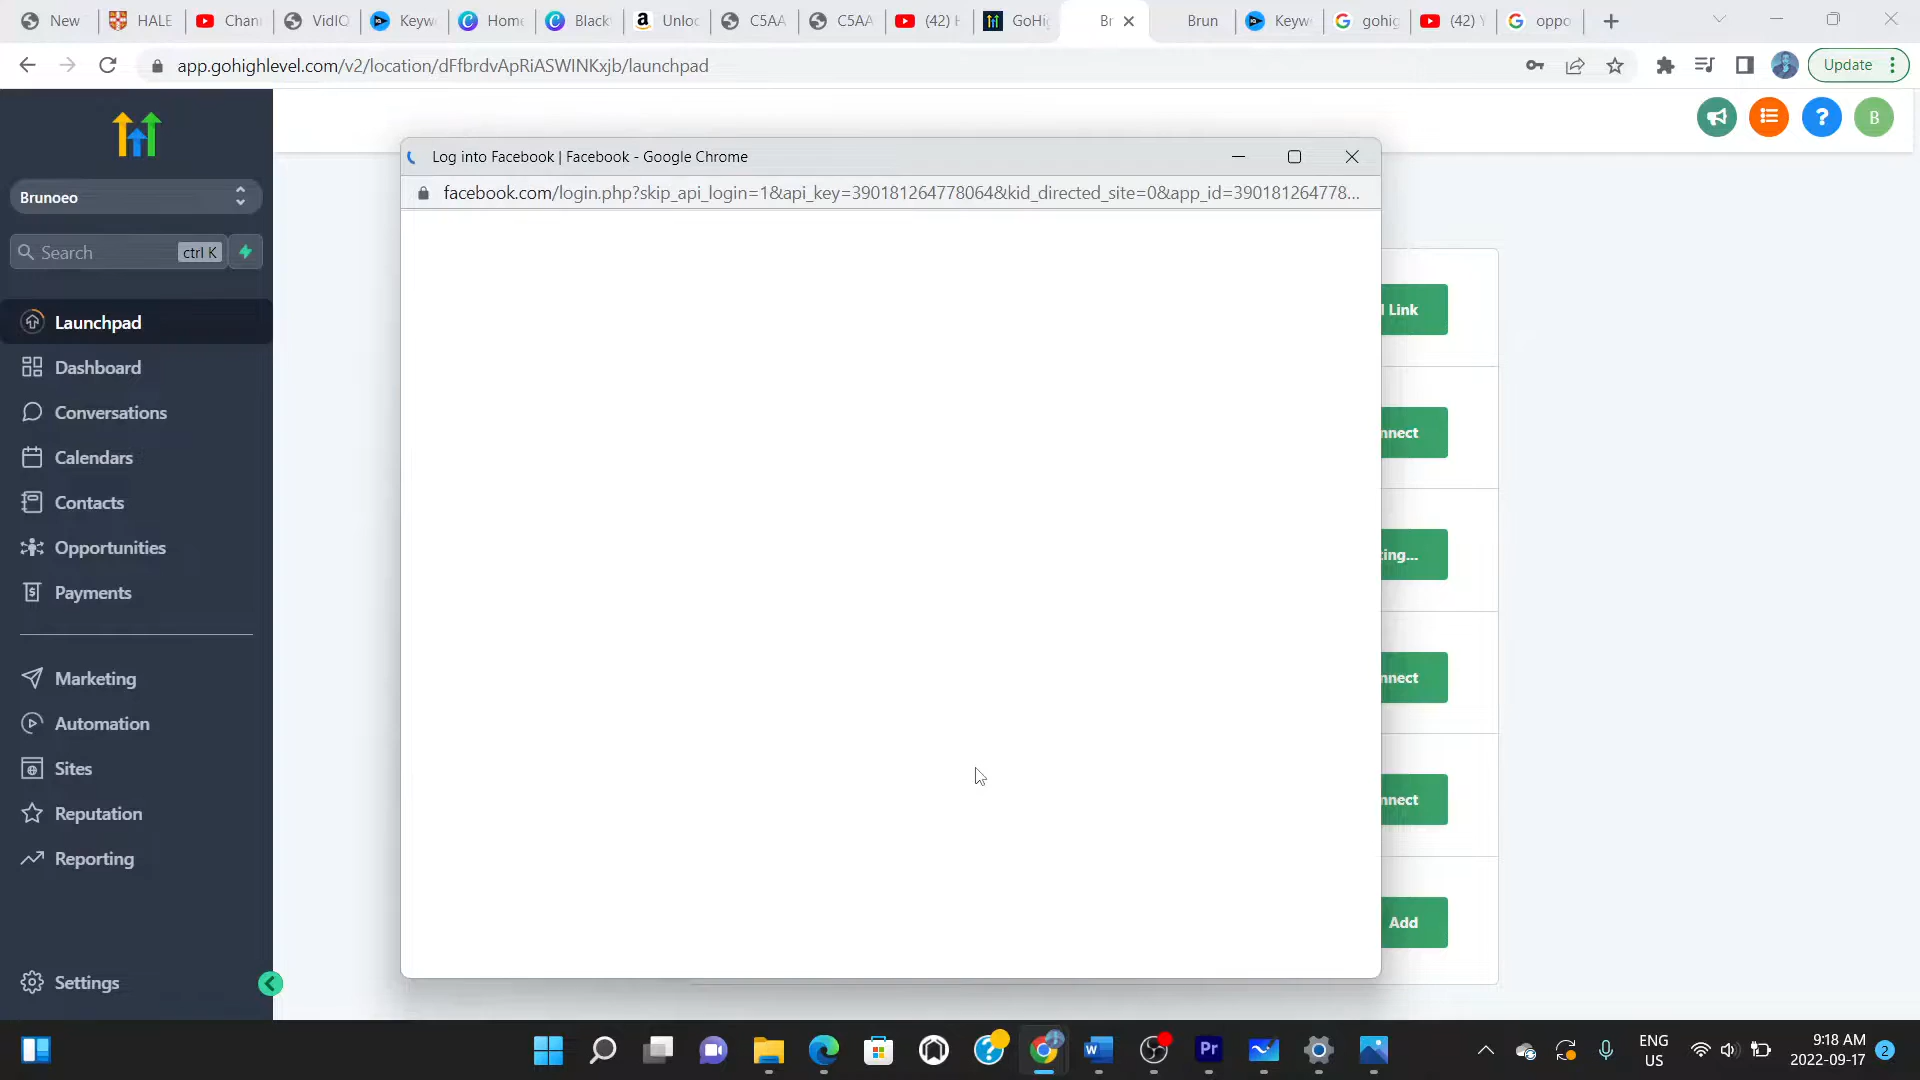 New
HALE
Chan
VidIQ
Keyw
Home
Black
Unloc
C5AA
C5AA
(42) H
GoHig
Br
Brun
Keyw
gohig
(42) Y
oppo
app.gohighlevel.com/v2/location/dFfbrdvApRiASWINKxjb/launchpad
Update
B
Log into Facebook | Facebook - Google Chrome
facebook.com/login.php?skip_api_login=1&api_key=390181264778064&kid_directed_site=0&app_id=390181264778...
Brunoeo
Search
ctrl K
Launchpad
Dashboard
Conversations
Calendars
Contacts
Opportunities
Payments
Marketing
Automation
Sites
Reputation
Reporting
Settings
Link
nnect
ting...
nnect
nnect
Add
ENG
US
9:18 AM
2022-09-17
2